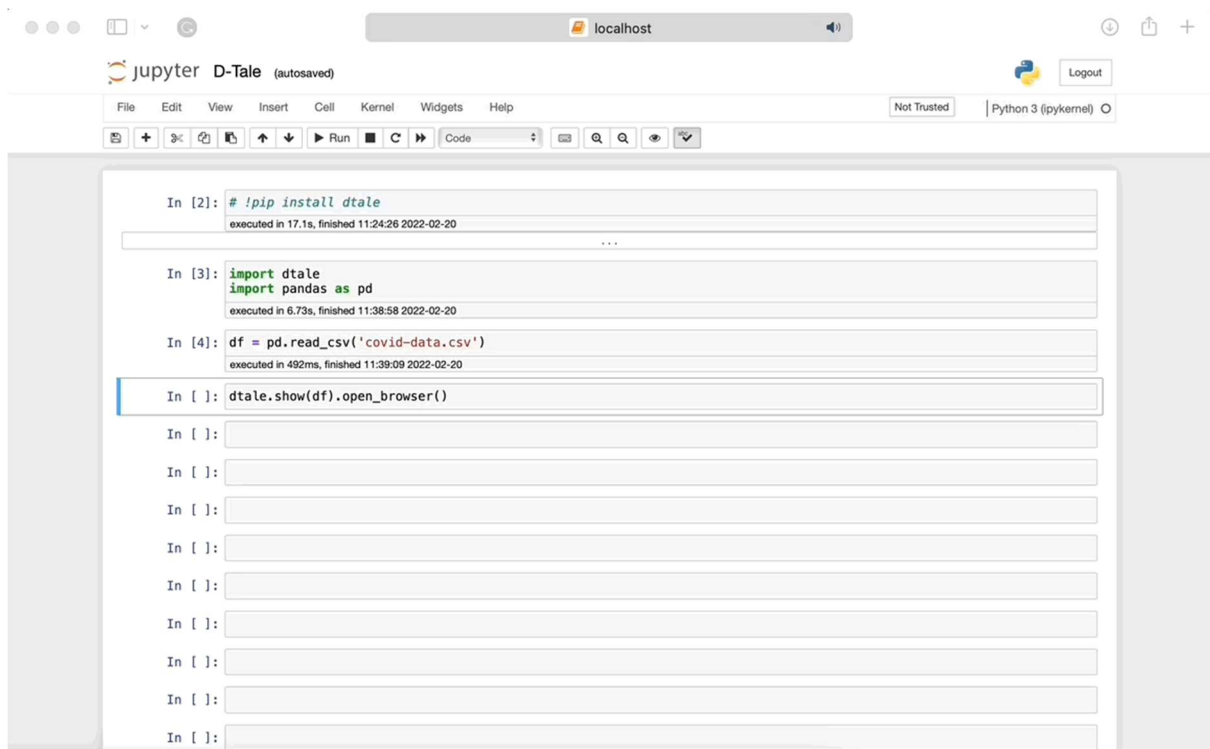 localhost
jupyter D-Tale (autosaved)
Logout
File Edit View Insert Cell Kernel Widgets Help
Not Trusted
Python 3 (ipykernel)
Run
Code
In [2]: # !pip install dtale
executed in 17.1s, finished 11:24:26 2022-02-20
...
In [3]: import dtale
import pandas as pd
executed in 6.73s, finished 11:38:58 2022-02-20
In [4]: df = pd.read_csv('covid-data.csv')
executed in 492ms, finished 11:39:09 2022-02-20
In [ ]: dtale.show(df).open_browser()
In [ ]:
In [ ]:
In [ ]:
In [ ]:
In [ ]:
In [ ]:
In [ ]:
In [ ]:
In [ ]: